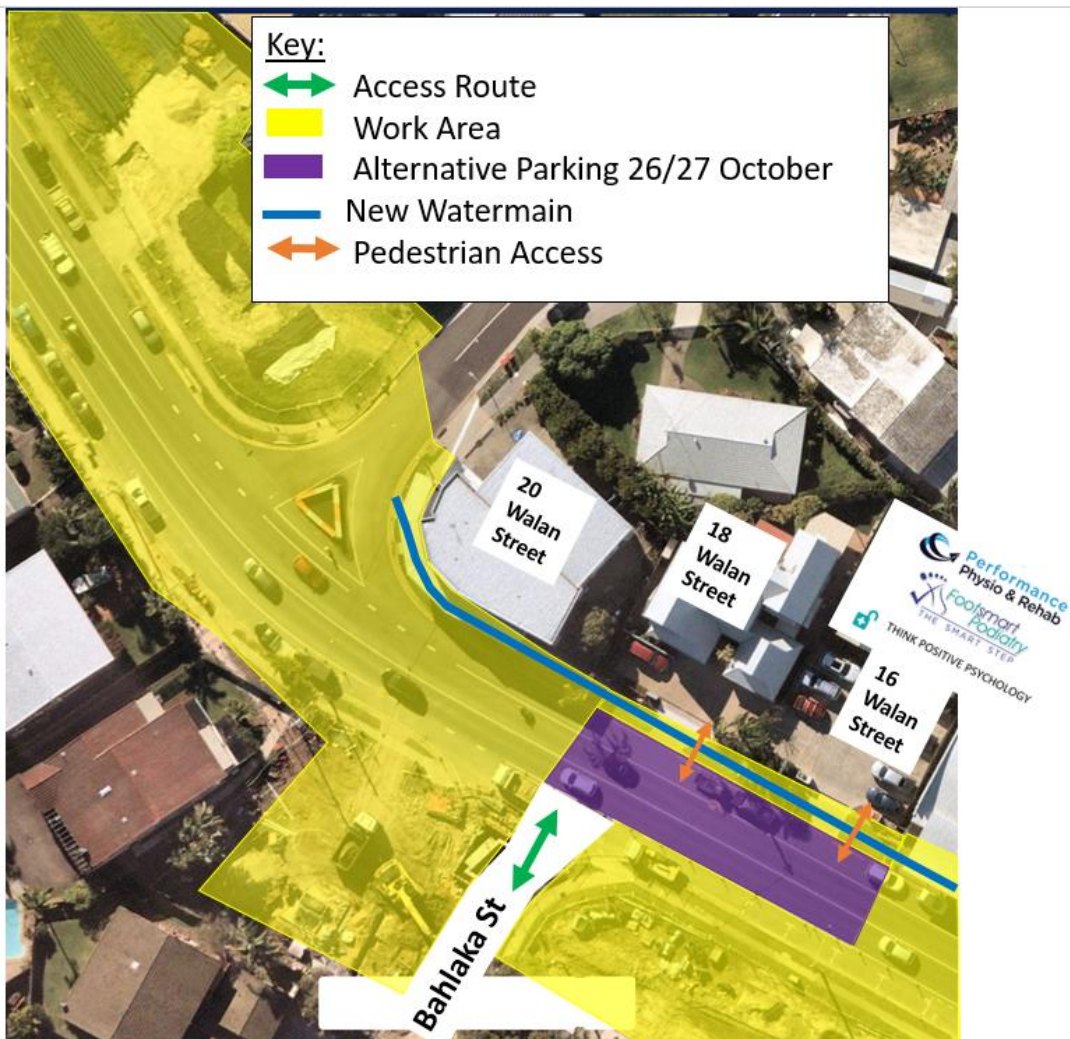 Key:
Access Route
Work Area
Alternative Parking 26/27 October
New Watermain
Pedestrian Access
20
Walan
Street
18
Walan
Street
Performance
Physio & Rehab
Footsmart
Podiatry
THE SMART STEP
THINK POSITIVE PSYCHOLOGY
16
Walan
Street
Bahlaka St